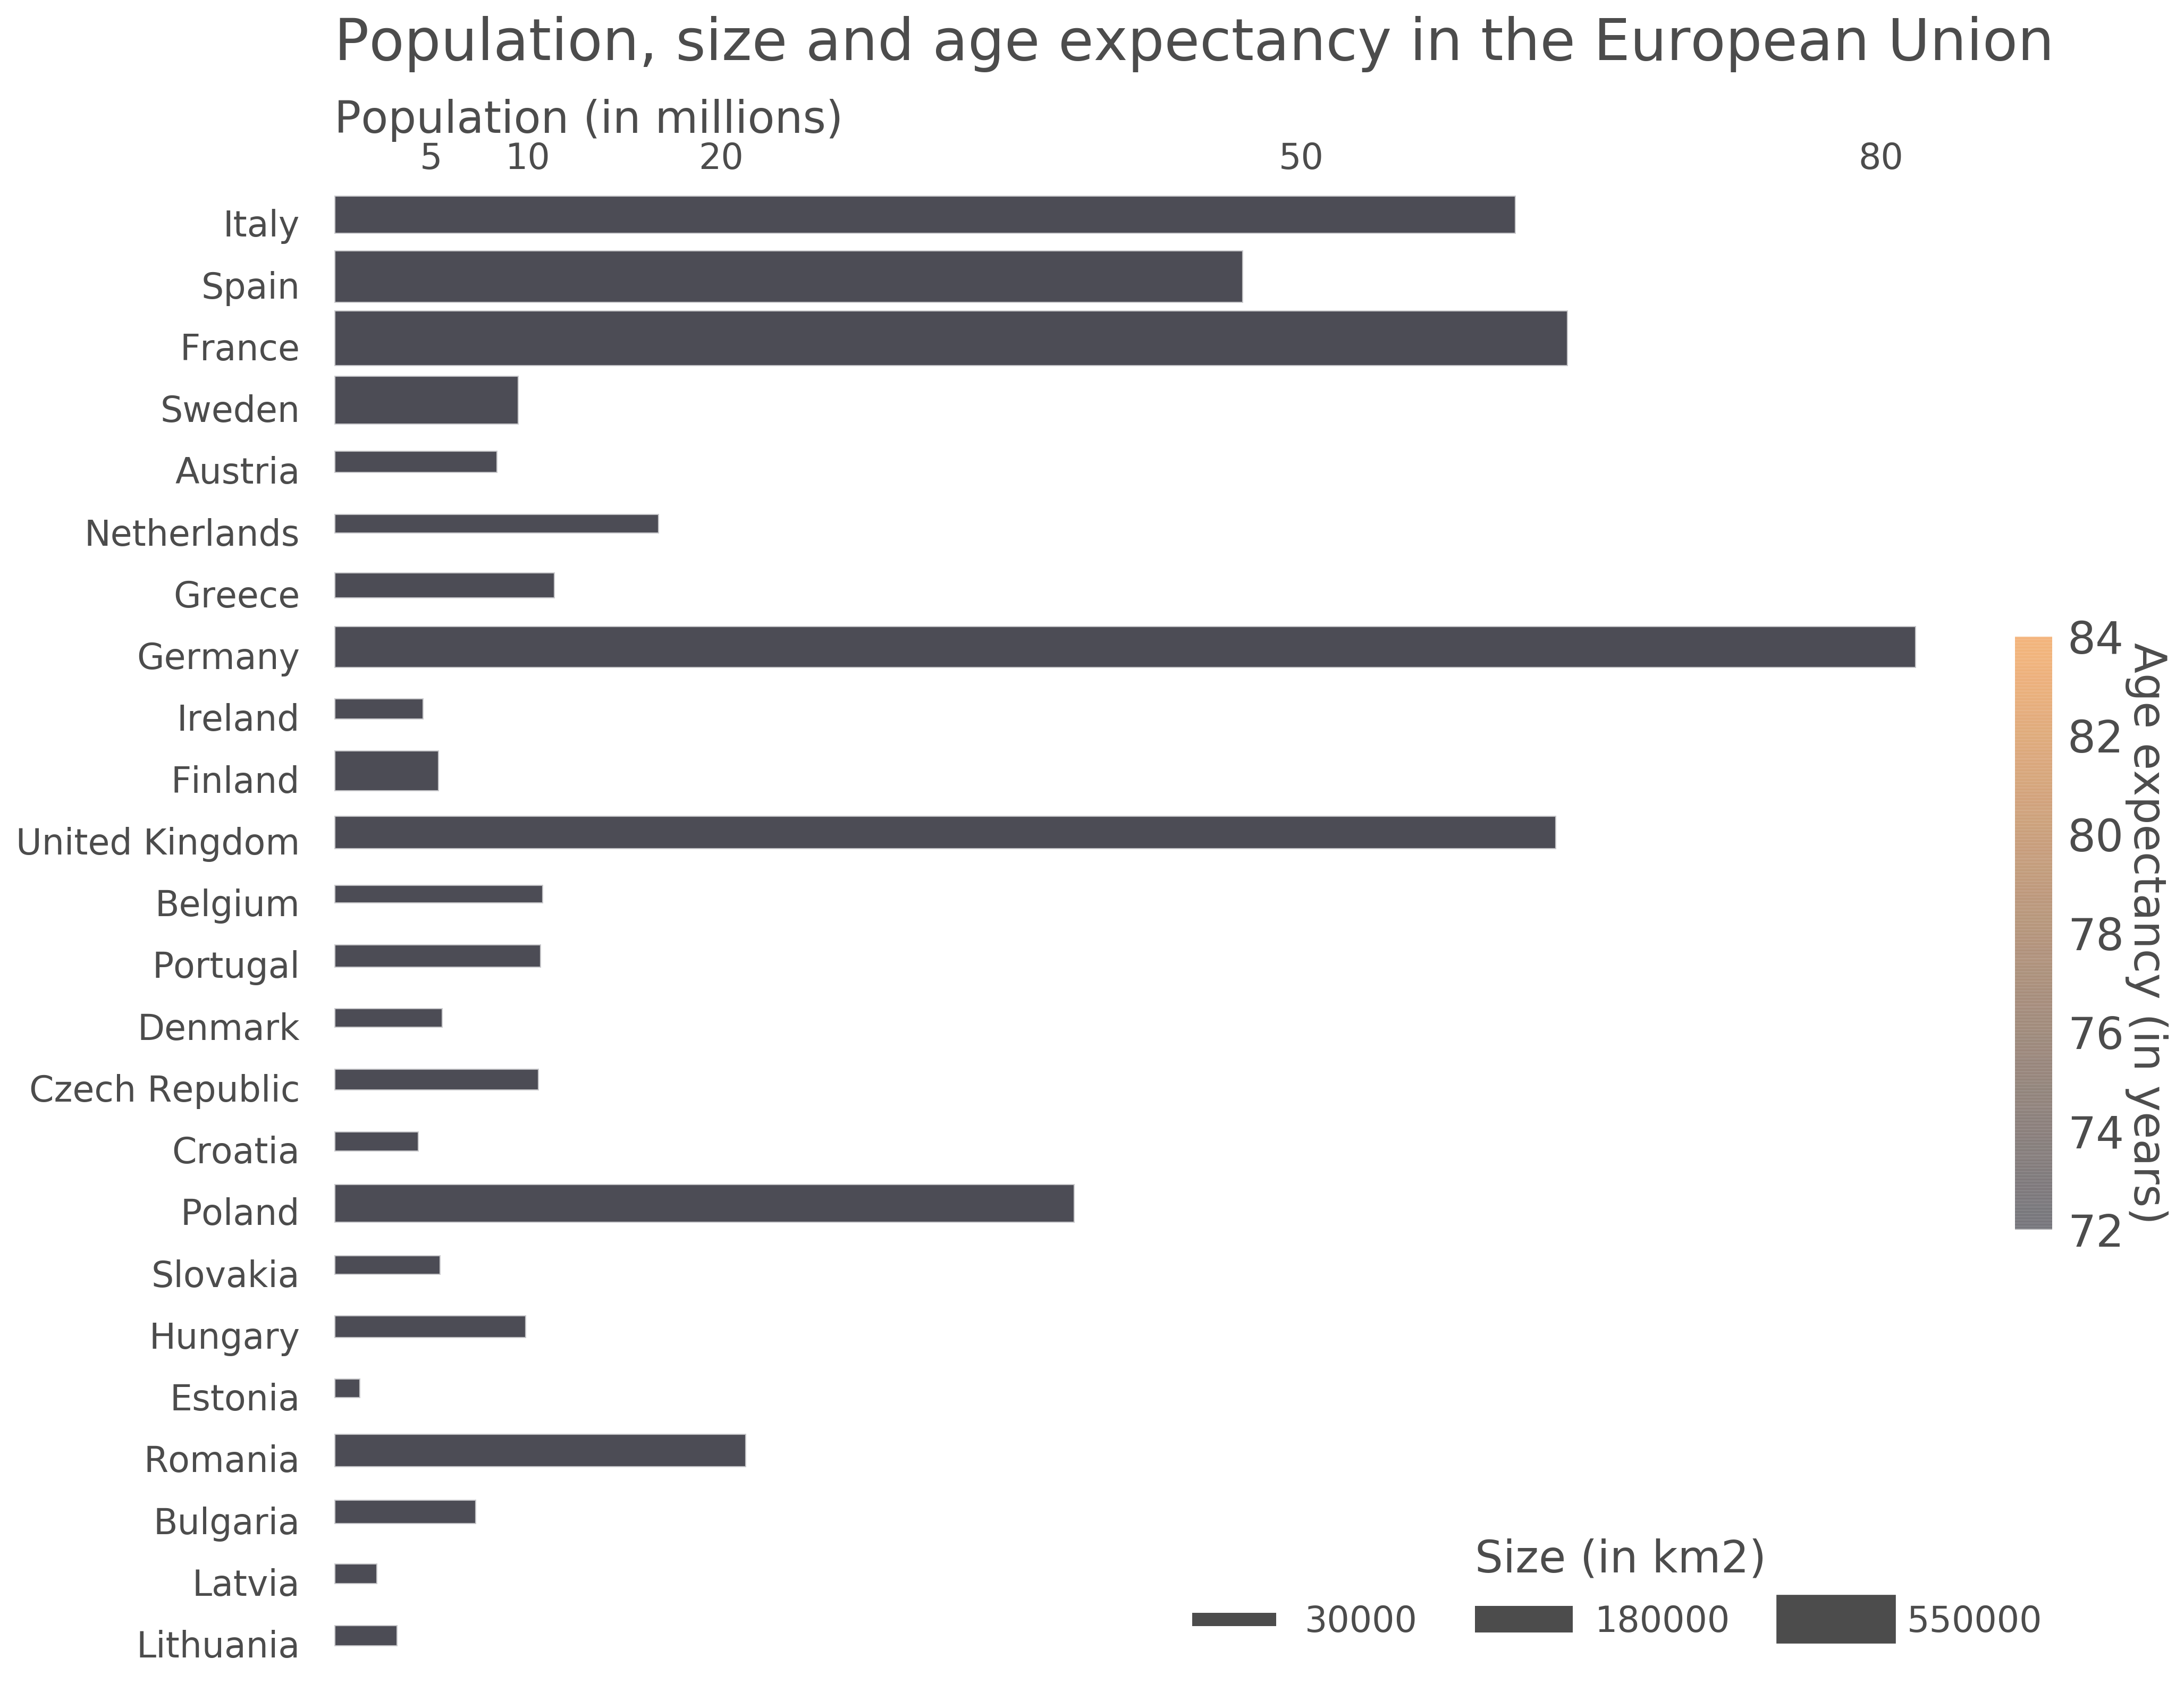 Population, size and age expectancy in the European Union
Population (in millions)
5 10 20 50 80
Italy
Spain
France
Sweden
Austria
Netherlands
Greece
Germany
Ireland
Finland
United Kingdom
Belgium
Portugal
Denmark
Czech Republic
Croatia
Poland
Slovakia
Hungary
Estonia
Romania
Bulgaria
Latvia
Lithuania
84
82
80
78
76
74
72
Age expectancy (in years)
Size (in km2)
30000 180000 550000